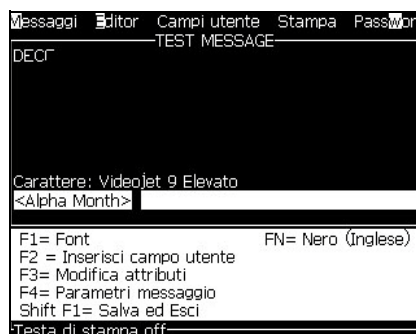 Messaggi Editor Campi utente Stampa Passwor
TEST MESSAGE
DEC
Carattere: Videojet 9 Elevato
<Alpha Month>
F1= Font FN= Nero (Inglese)
F2 = Inserisci campo utente
F3= Modifica attributi
F4= Parametri messaggio
Shift F1= Salva ed Esci
Testa di stampa off